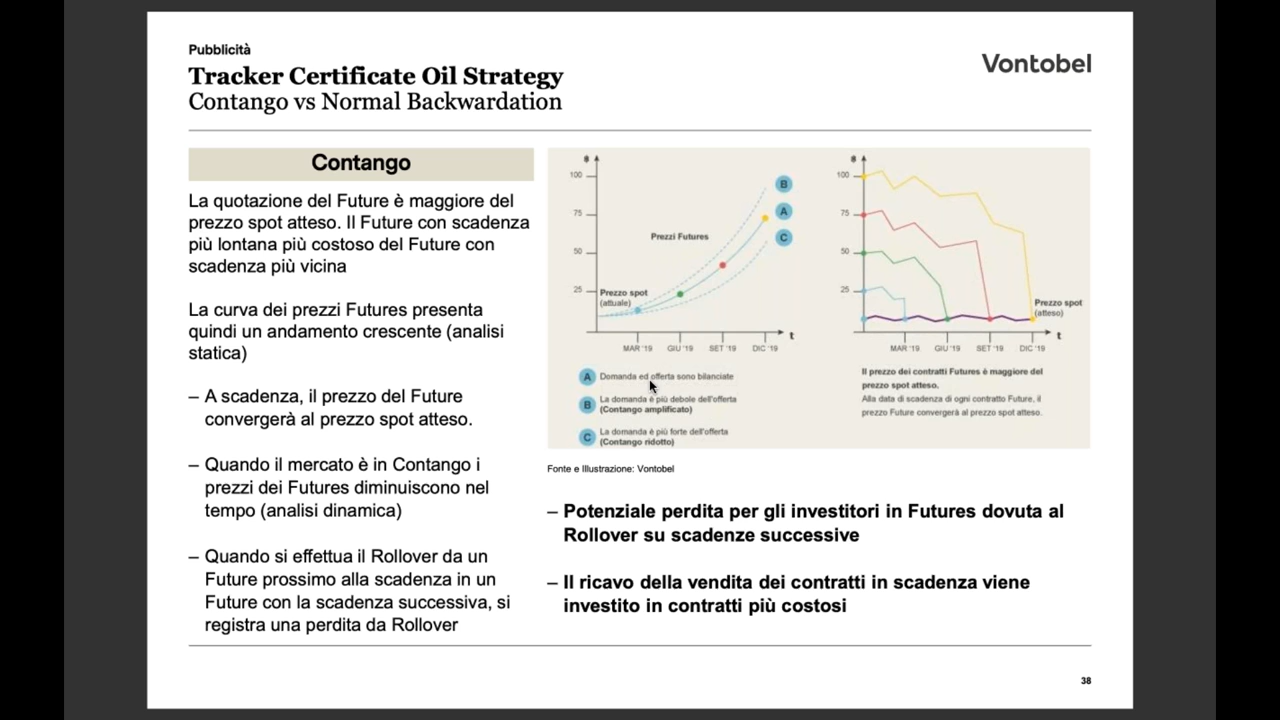 Pubblicità
Tracker Certificate Oil Strategy
Contango vs Normal Backwardation
Vontobel
Contango
La quotazione del Future è maggiore del
prezzo spot atteso. Il Future con scadenza
più lontana più costoso del Future con
scadenza più vicina
La curva dei prezzi Futures presenta
quindi un andamento crescente (analisi
statica)
– A scadenza, il prezzo del Future
convergerà al prezzo spot atteso.
– Quando il mercato è in Contango i
prezzi dei Futures diminuiscono nel
tempo (analisi dinamica)
– Quando si effettua il Rollover da un
Future prossimo alla scadenza in un
Future con la scadenza successiva, si
registra una perdita da Rollover
100
75
50
25
Prezzi Futures
Prezzo spot
(attuale)
B
A
C
t
MAR '19 GIU '19 SET '19 DIC '19
A Domanda ed offerta sono bilanciate
B La domanda è più debole dell'offerta
(Contango amplificato)
C La domanda è più forte dell'offerta
(Contango ridotto)
100
75
50
25
Prezzo spot
(atteso)
t
MAR '19 GIU '19 SET '19 DIC '19
Il prezzo dei contratti Futures è maggiore del
prezzo spot atteso.
Alla data di scadenza di ogni contratto Future, il
prezzo Future convergerà al prezzo spot atteso.
Fonte e Illustrazione: Vontobel
– Potenziale perdita per gli investitori in Futures dovuta al
Rollover su scadenze successive
– Il ricavo della vendita dei contratti in scadenza viene
investito in contratti più costosi
38